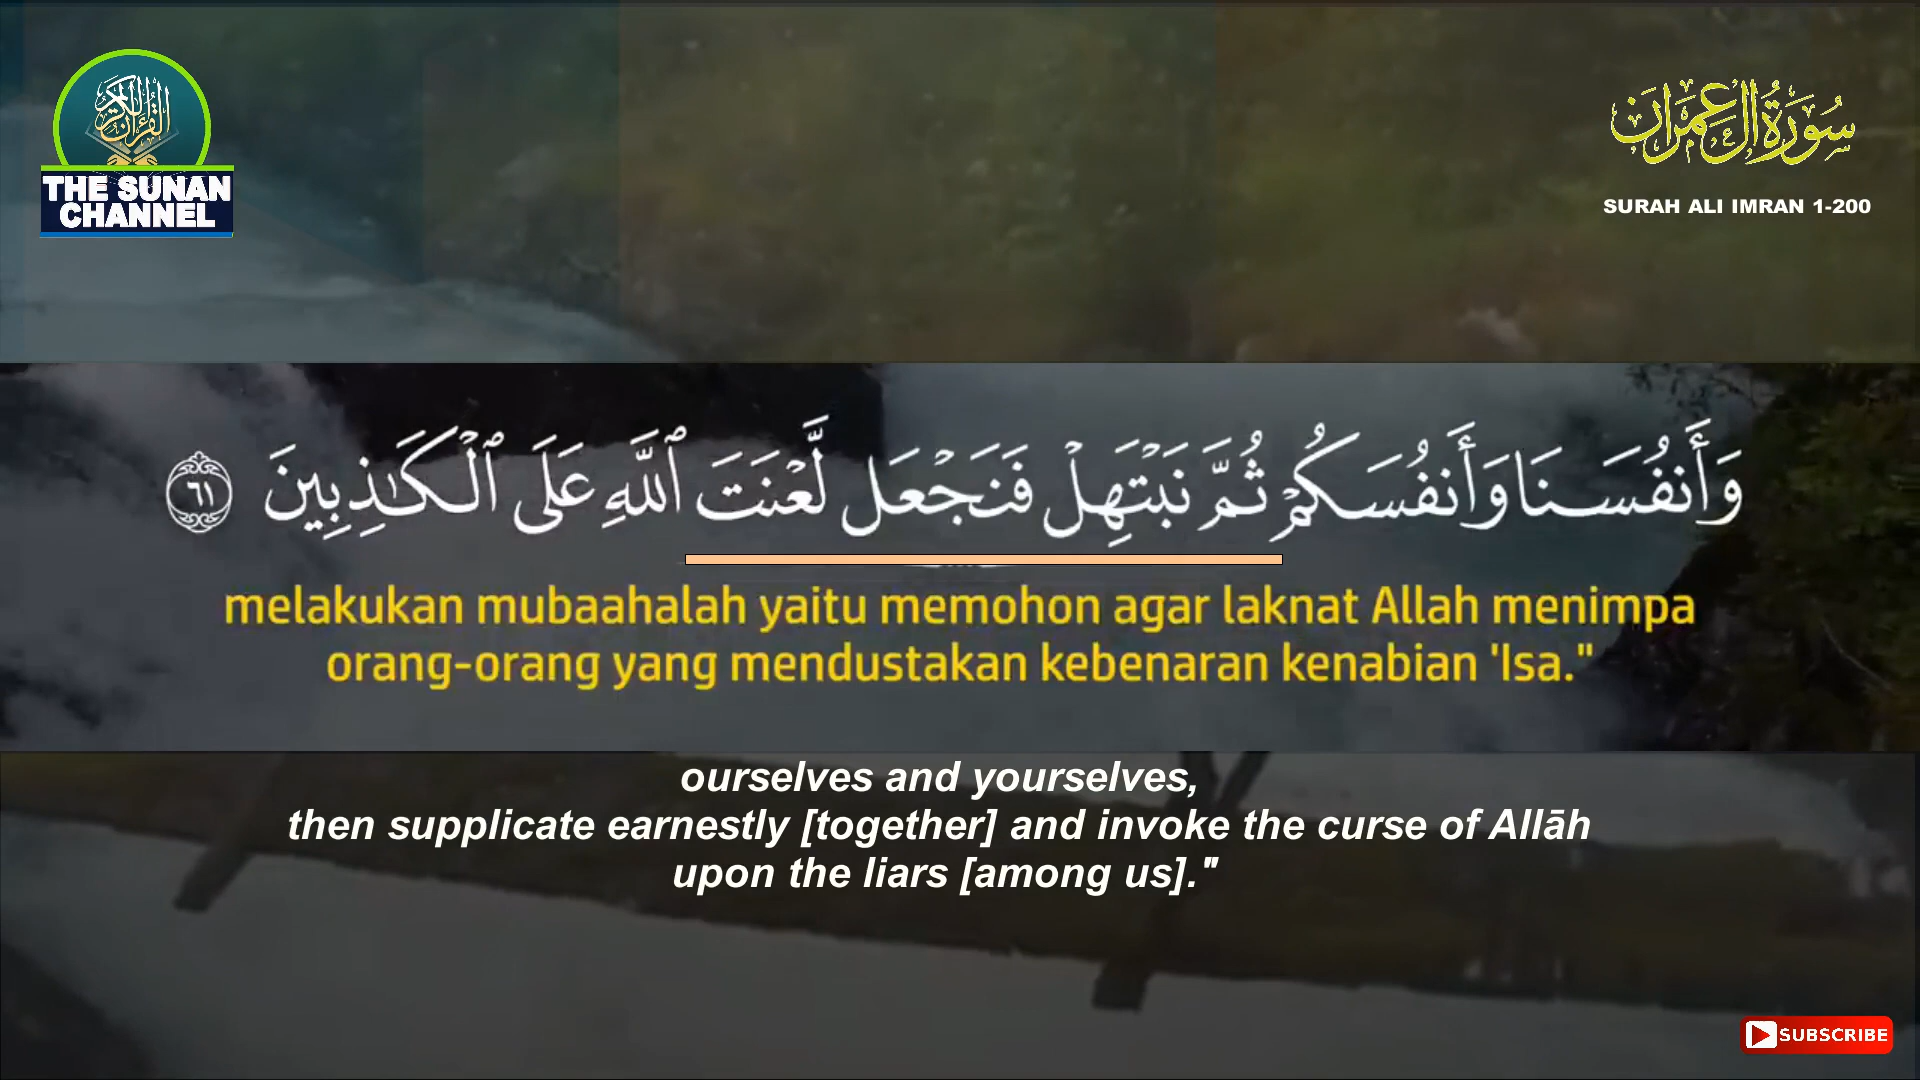 القرآن الكريم
THE SUNAN
CHANNEL
سُورَةُ آلِ عِمْرَان
SURAH ALI IMRAN 1-200
وَأَنفُسَنَا وَأَنفُسَكُمْ ثُمَّ نَبْتَهِلْ فَنَجْعَل لَّعْنَتَ ٱللَّهِ عَلَى ٱلْكَـٰذِبِينَ ٦١
melakukan mubaahalah yaitu memohon agar laknat Allah menimpa
orang-orang yang mendustakan kebenaran kenabian 'Isa."
ourselves and yourselves,
then supplicate earnestly [together] and invoke the curse of Allāh
upon the liars [among us]."
SUBSCRIBE